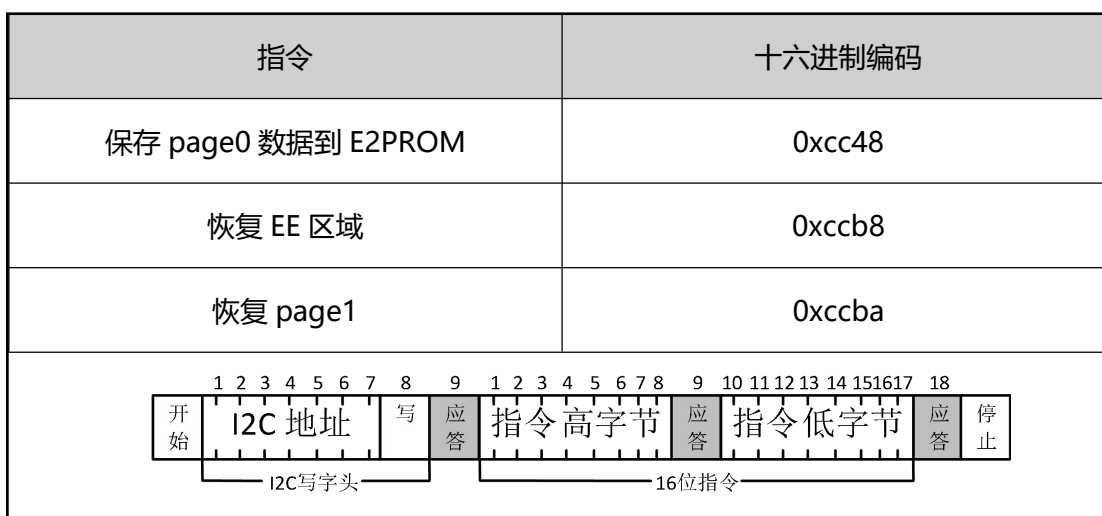 指令 十六进制编码
保存 page0 数据到 E2PROM 0xcc48
恢复 EE 区域 0xccb8
恢复 page1 0xccba
1 2 3 4 5 6 7 8 9 1 2 3 4 5 6 7 8 9 10 11 12 13 14 15 16 17 18
开始 I2C 地址 写 应答 指令高字节 应答 指令低字节 应答 停止
I2C写字头 16位指令